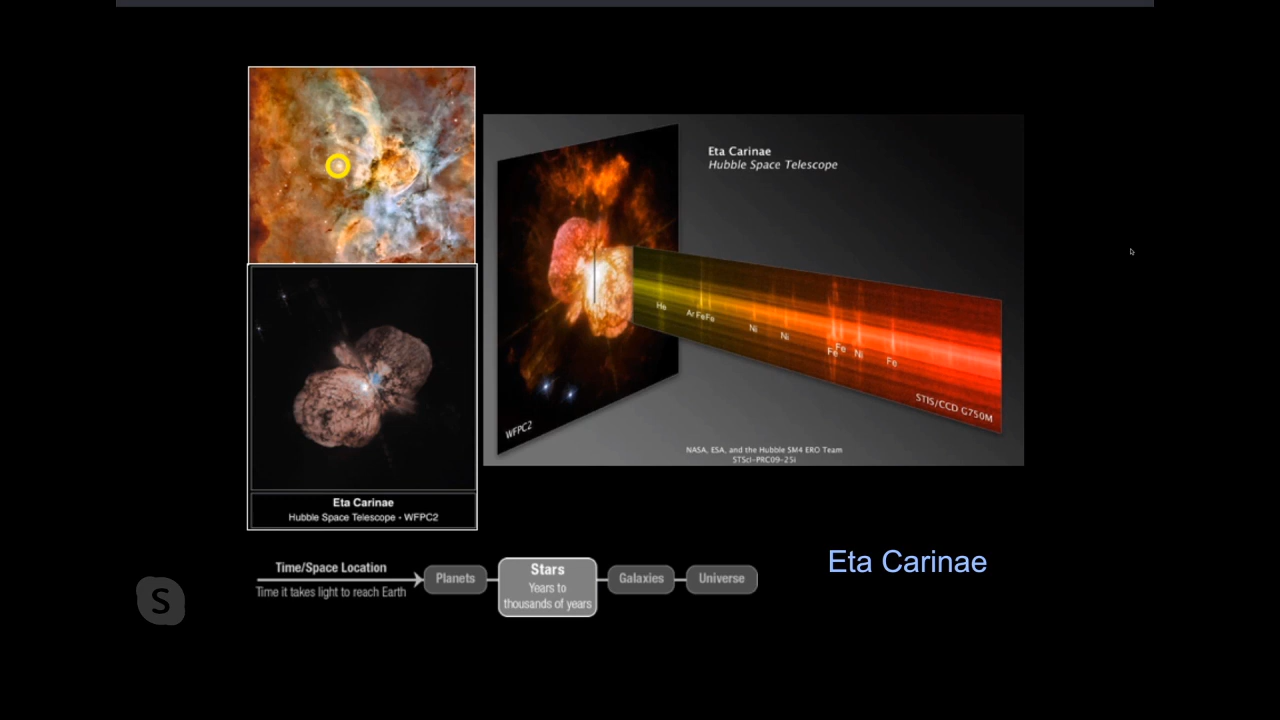 Eta Carinae
Hubble Space Telescope
He
Ar Fe Fe
Ni
Ni
Fe
Fe
Ni
Fe
STIS/CCD G750M
WFPC2
NASA, ESA, and the Hubble SM4 ERO Team
STScI-PRC09-25i
Eta Carinae
Hubble Space Telescope • WFPC2
Time/Space Location
Time it takes light to reach Earth
Planets
Stars
Years to
thousands of years
Galaxies
Universe
Eta Carinae
S